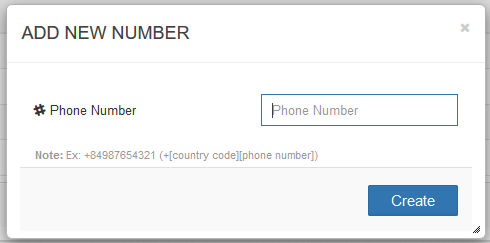 ADD NEW NUMBER
×
Phone Number
Phone Number
Note: Ex: +84987654321 (+[country code][phone number])
Create